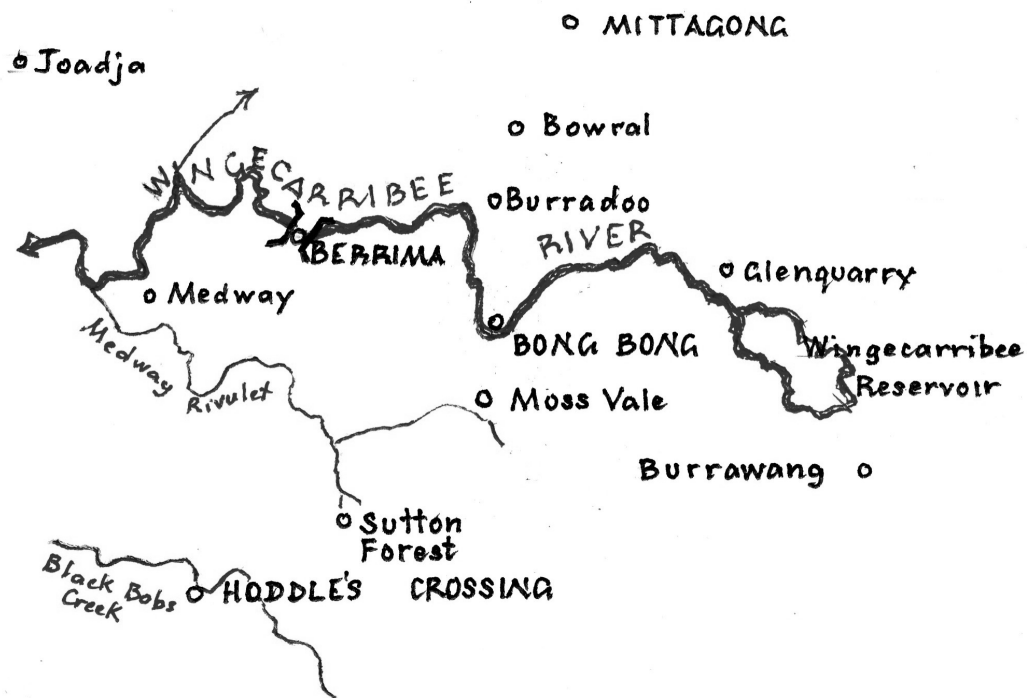 MITTAGONG
Joadja
Bowral
WINGECARRIBEE
Burradoo
RIVER
BERRIMA
Glenquarry
Medway
BONG BONG
Medway
Rivulet
Wingecarribee
Reservoir
Moss Vale
Burrawang
Sutton
Forest
Black Bobs
Creek
HODDLE'S CROSSING